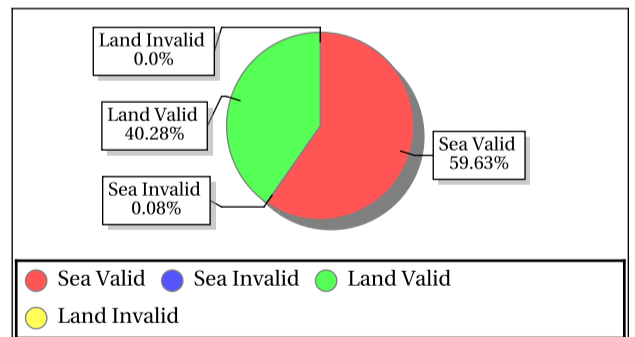 Land Invalid
0.0%
Land Valid
40.28%
Sea Valid
59.63%
Sea Invalid
0.08%
Sea Valid Sea Invalid Land Valid
Land Invalid